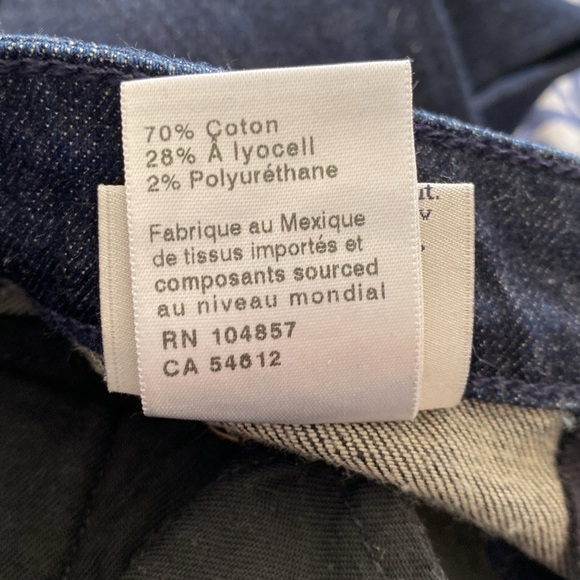 70% Coton
28% À lyocell
2% Polyuréthane
Fabrique au Mexique
de tissus importés et
composants sourced
au niveau mondial
RN 104857
CA 54612